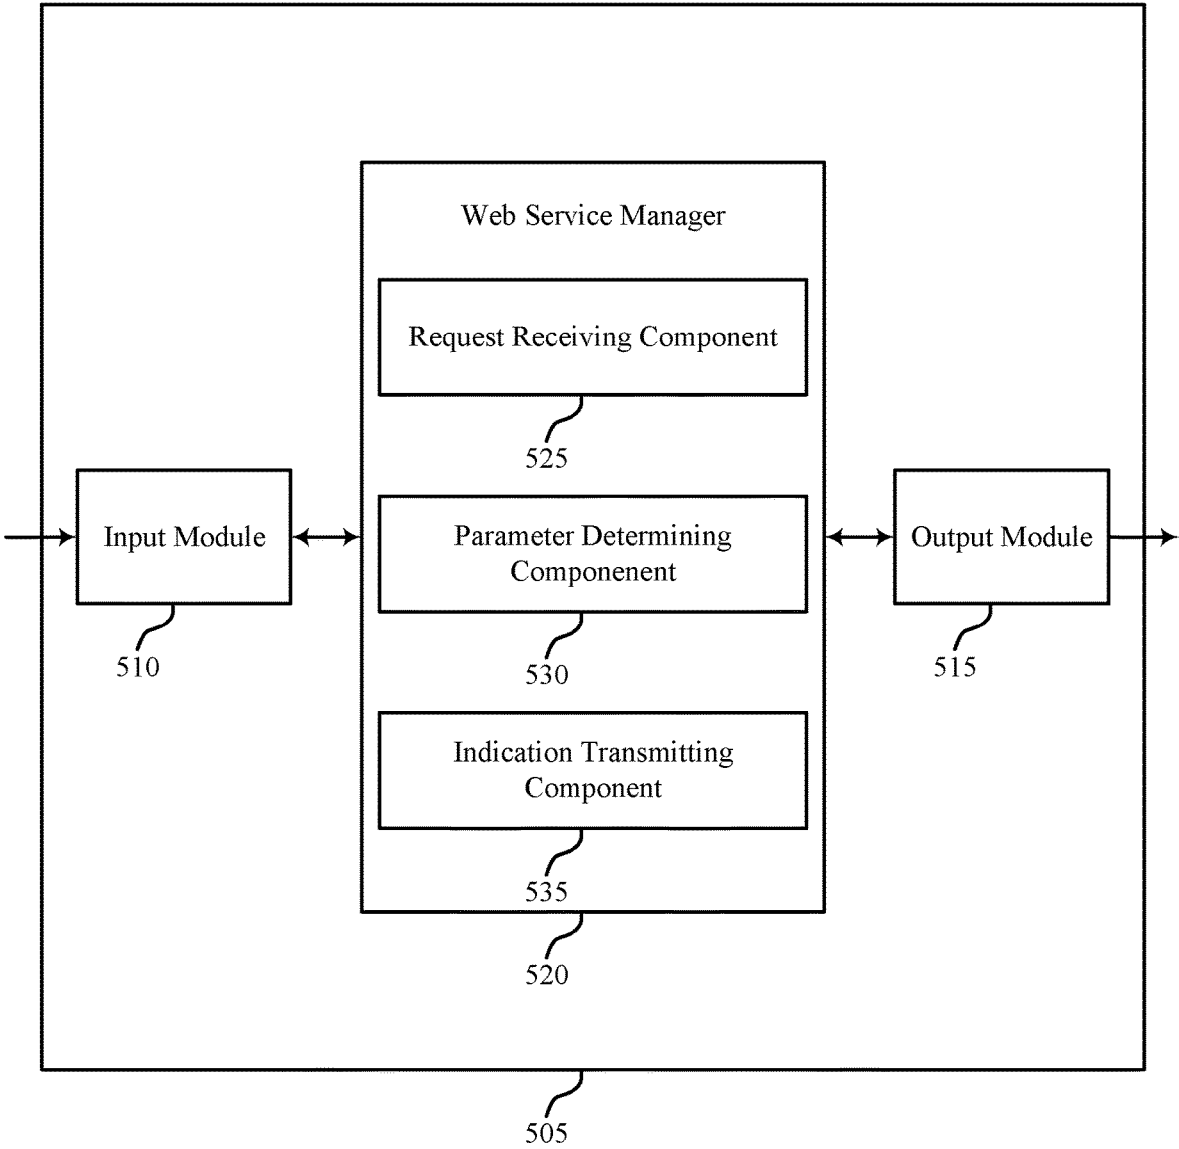 Web Service Manager
Request Receiving Component
525
Input Module
510
Parameter Determining
Componenent
530
Output Module
515
Indication Transmitting
Component
535
520
505